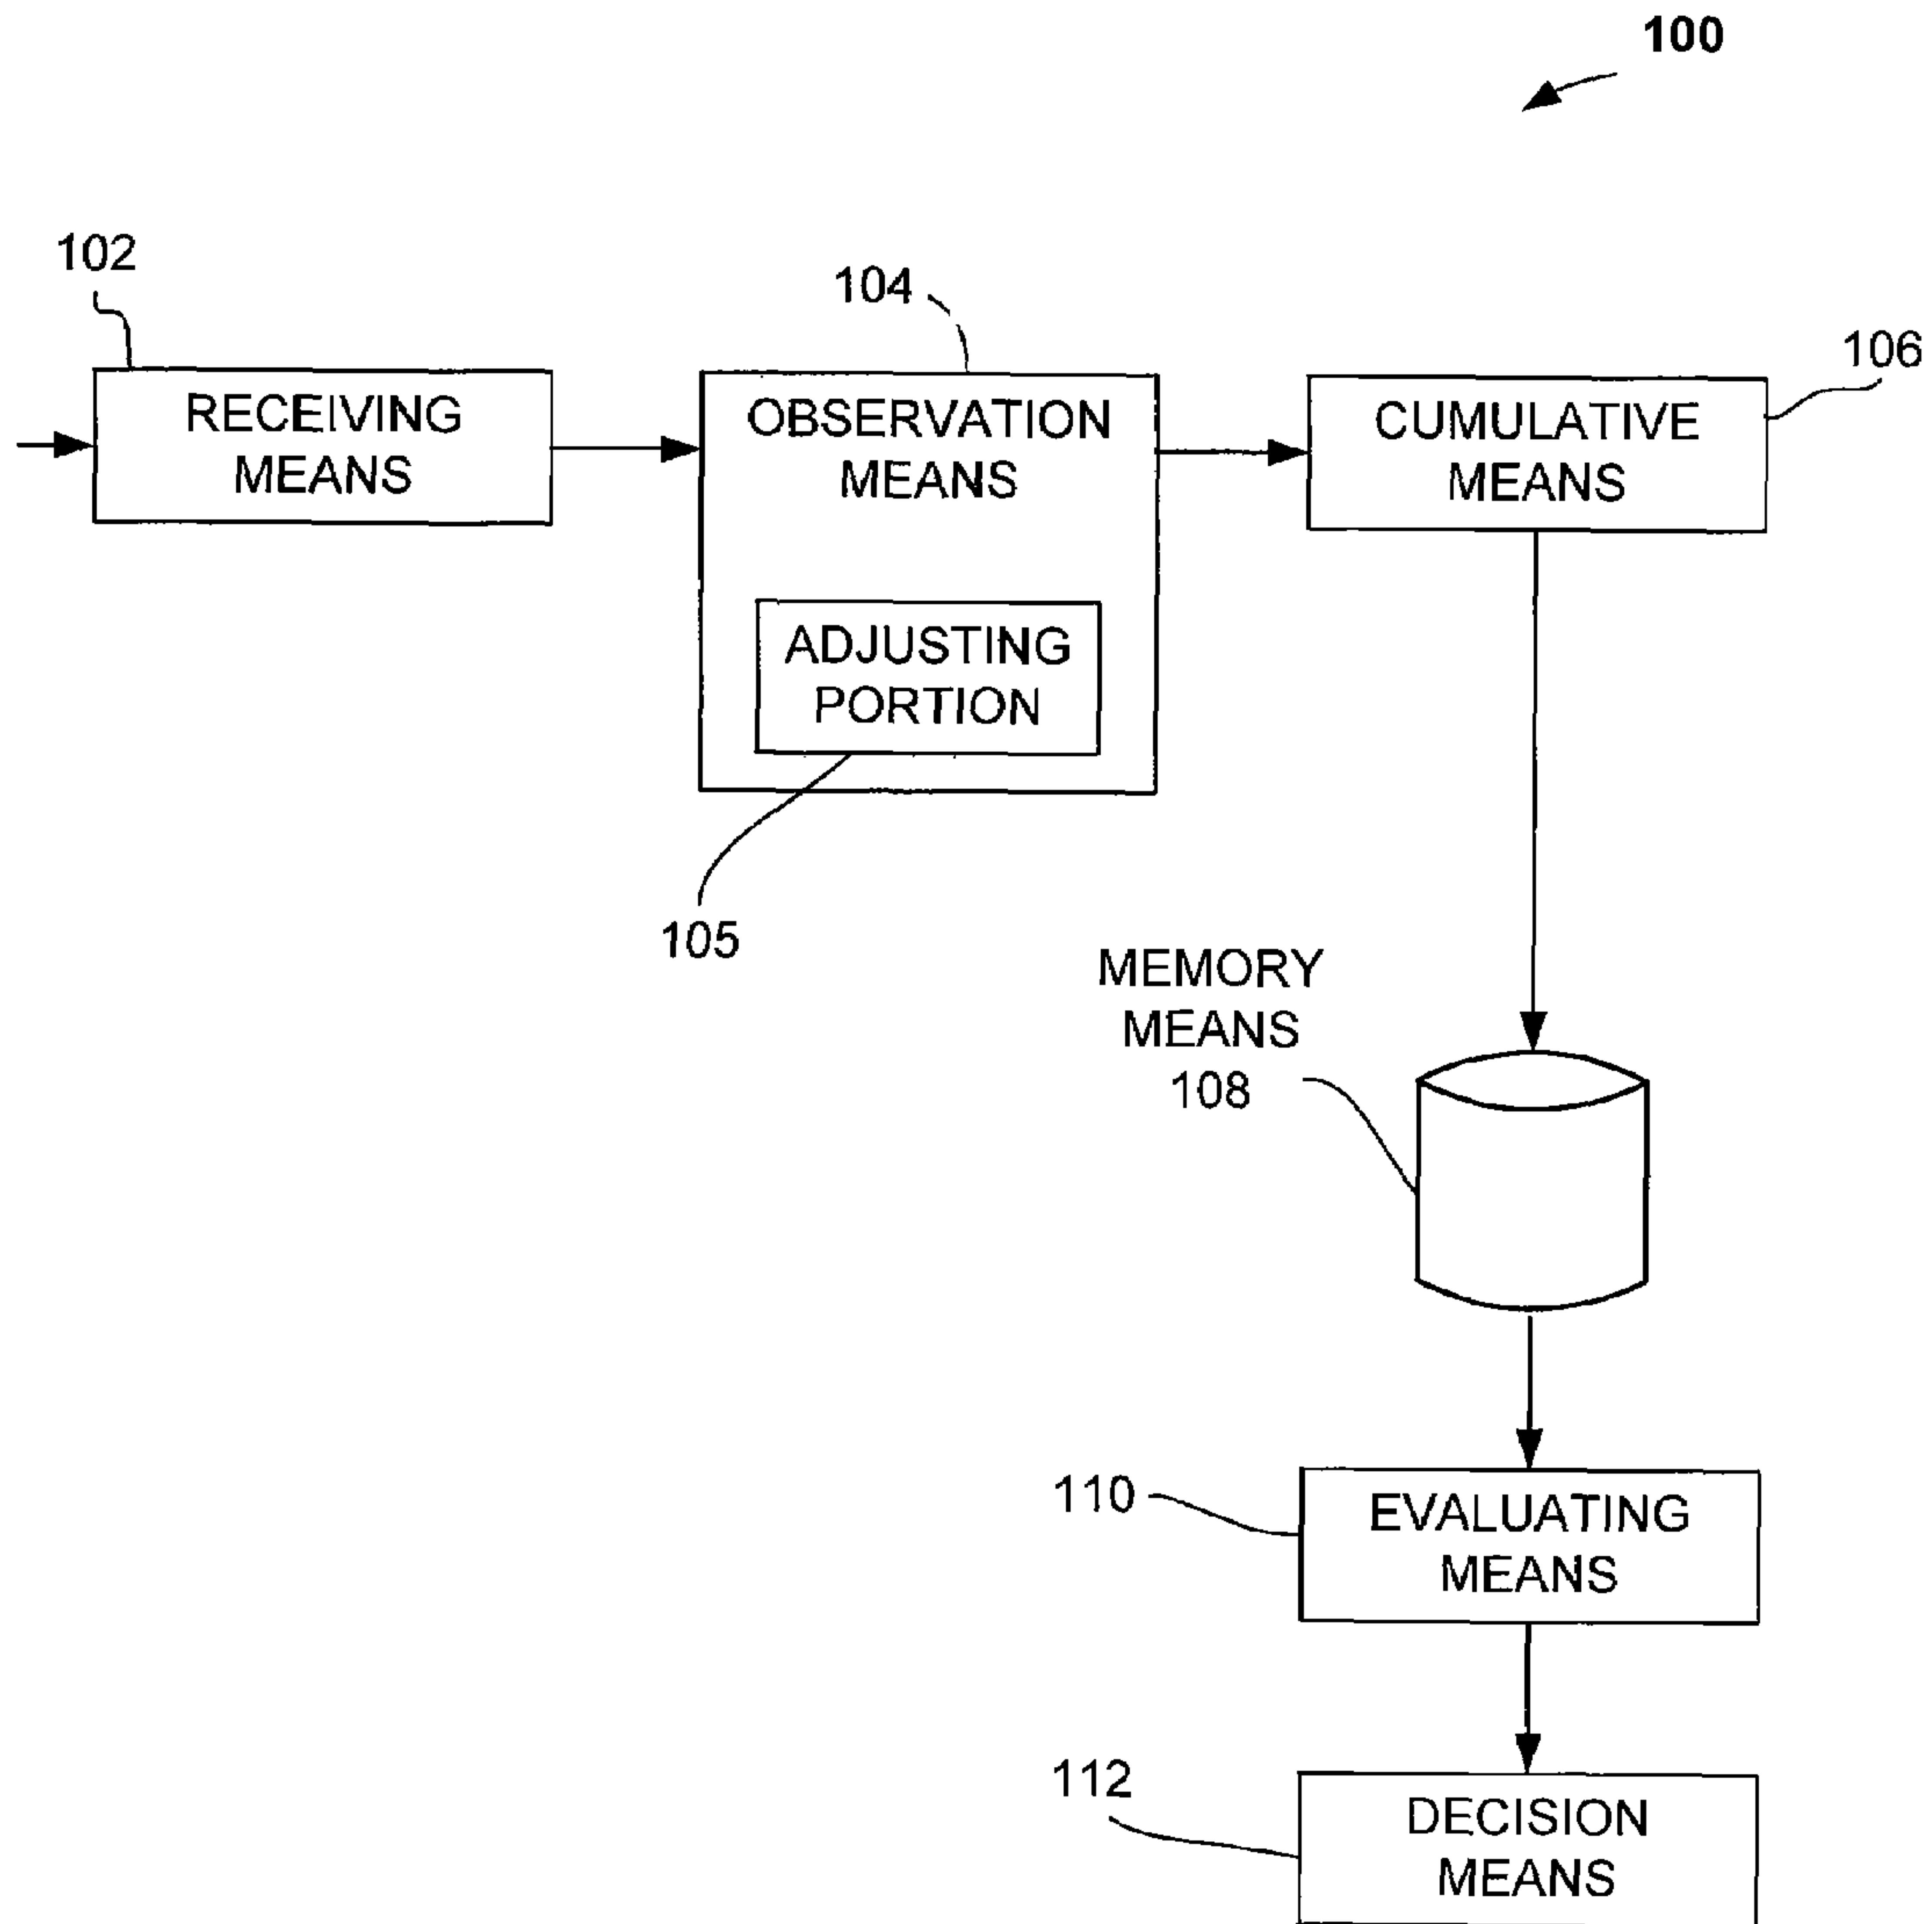 100
102
104
106
RECEIVING
MEANS
OBSERVATION
MEANS
CUMULATIVE
MEANS
ADJUSTING
PORTION
105
MEMORY
MEANS
108
110
EVALUATING
MEANS
112
DECISION
MEANS